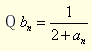 Q b_n = 1/(2+a_n)